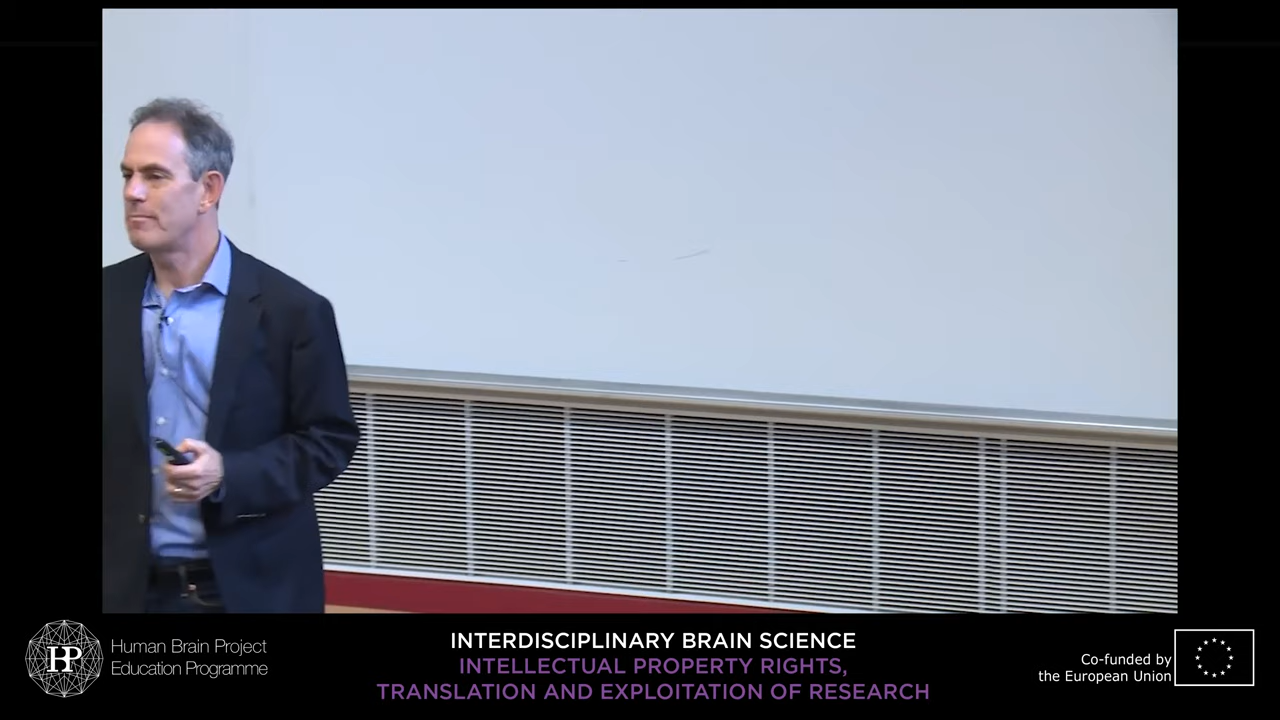 HBP
Human Brain Project
Education Programme
INTERDISCIPLINARY BRAIN SCIENCE
INTELLECTUAL PROPERTY RIGHTS,
TRANSLATION AND EXPLOITATION OF RESEARCH
Co-funded by
the European Union